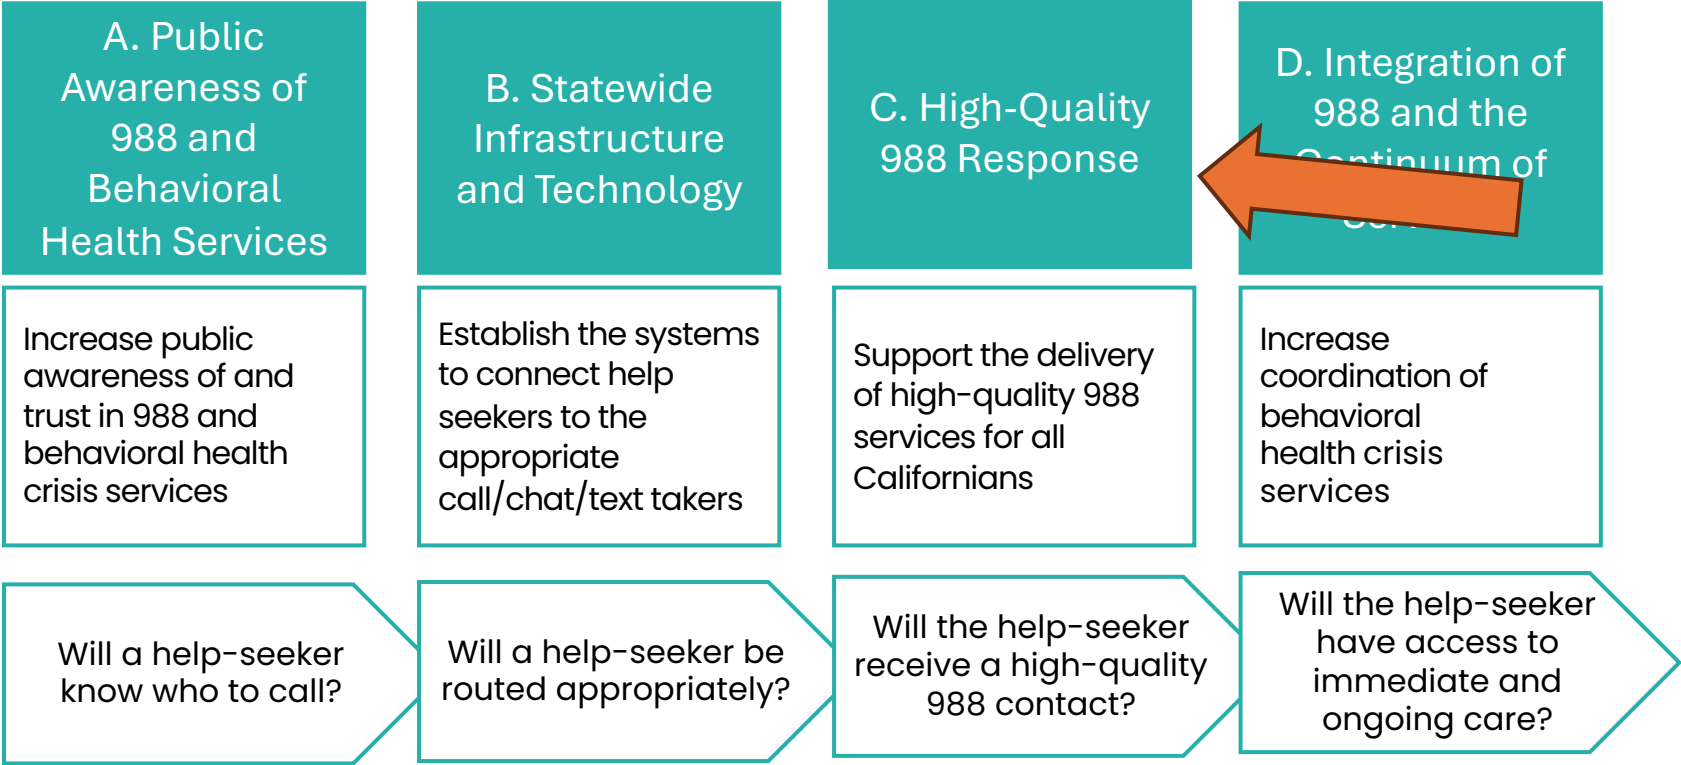 A. Public
Awareness of
988 and
Behavioral
Health Services
B. Statewide
Infrastructure
and Technology
C. High-Quality
988 Response
D. Integration of
988 and the
Continuum of
Increase public
awareness of and
trust in 988 and
behavioral health
crisis services
Establish the systems
to connect help
seekers to the
appropriate
call/chat/text takers
Support the delivery
of high-quality 988
services for all
Californians
Increase
coordination of
behavioral
health crisis
services
Will a help-seeker
know who to call?
Will a help-seeker be
routed appropriately?
Will the help-seeker
receive a high-quality
988 contact?
Will the help-seeker
have access to
immediate and
ongoing care?